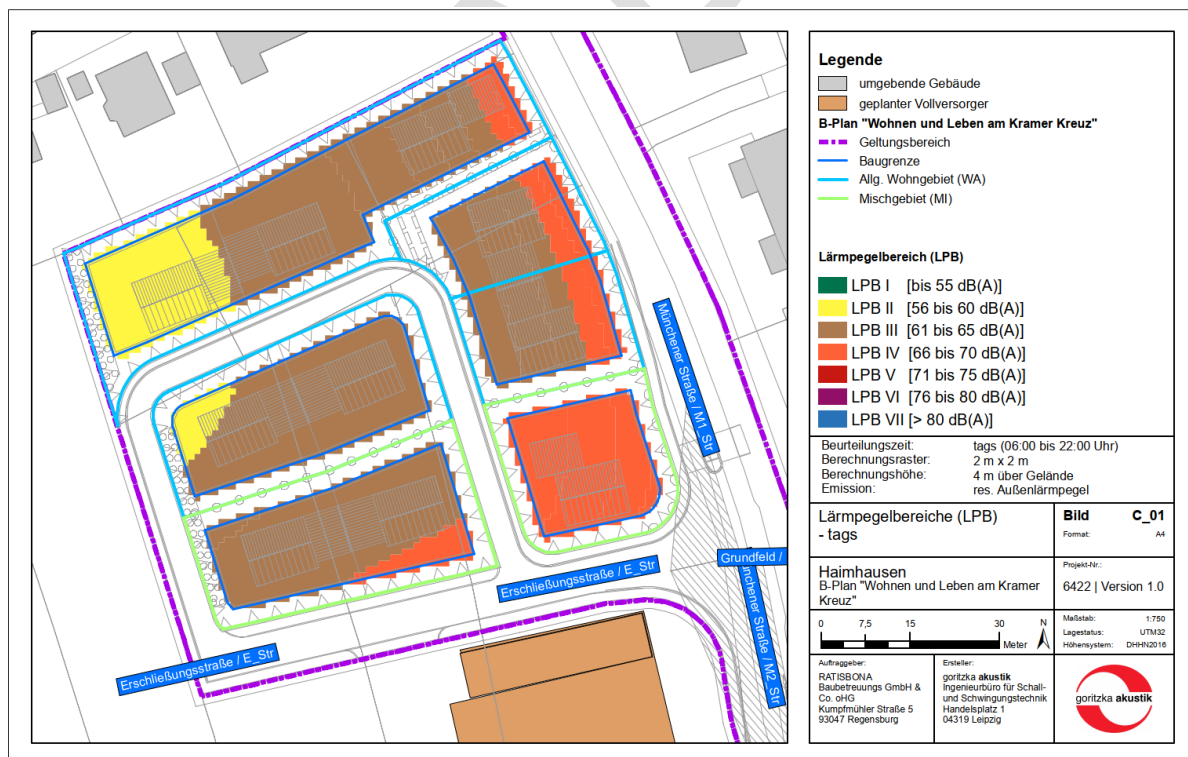 Münchener Straße / M1_Str
Grundfeld /
ünchener Straße / M2_Str
Erschließungsstraße / E_Str
Erschließungsstraße / E_Str
Legende
umgebende Gebäude
geplanter Vollversorger
B-Plan "Wohnen und Leben am Kramer Kreuz"
Geltungsbereich
Baugrenze
Allg. Wohngebiet (WA)
Mischgebiet (MI)
Lärmpegelbereich (LPB)
LPB I [bis 55 dB(A)]
LPB II [56 bis 60 dB(A)]
LPB III [61 bis 65 dB(A)]
LPB IV [66 bis 70 dB(A)]
LPB V [71 bis 75 dB(A)]
LPB VI [76 bis 80 dB(A)]
LPB VII [> 80 dB(A)]
Beurteilungszeit: tags (06:00 bis 22:00 Uhr)
Berechnungsraster: 2 m x 2 m
Berechnungshöhe: 4 m über Gelände
Emission: res. Außenlärmpegel
Lärmpegelbereiche (LPB)
- tags
Bild C_01
Format: A4
Haimhausen
B-Plan "Wohnen und Leben am Kramer
Kreuz"
Projekt-Nr.:
6422 | Version 1.0
0 7,5 15 30 N
Meter
Maßstab: 1:750
Lagestatus: UTM32
Höhensystem: DHHN2016
Auftraggeber:
RATISBONA
Baubetreuungs GmbH &
Co. oHG
Kumpfmühler Straße 5
93047 Regensburg
Ersteller:
goritzka akustik
Ingenieurbüro für Schall-
und Schwingungstechnik
Handelsplatz 1
04319 Leipzig
goritzka akustik